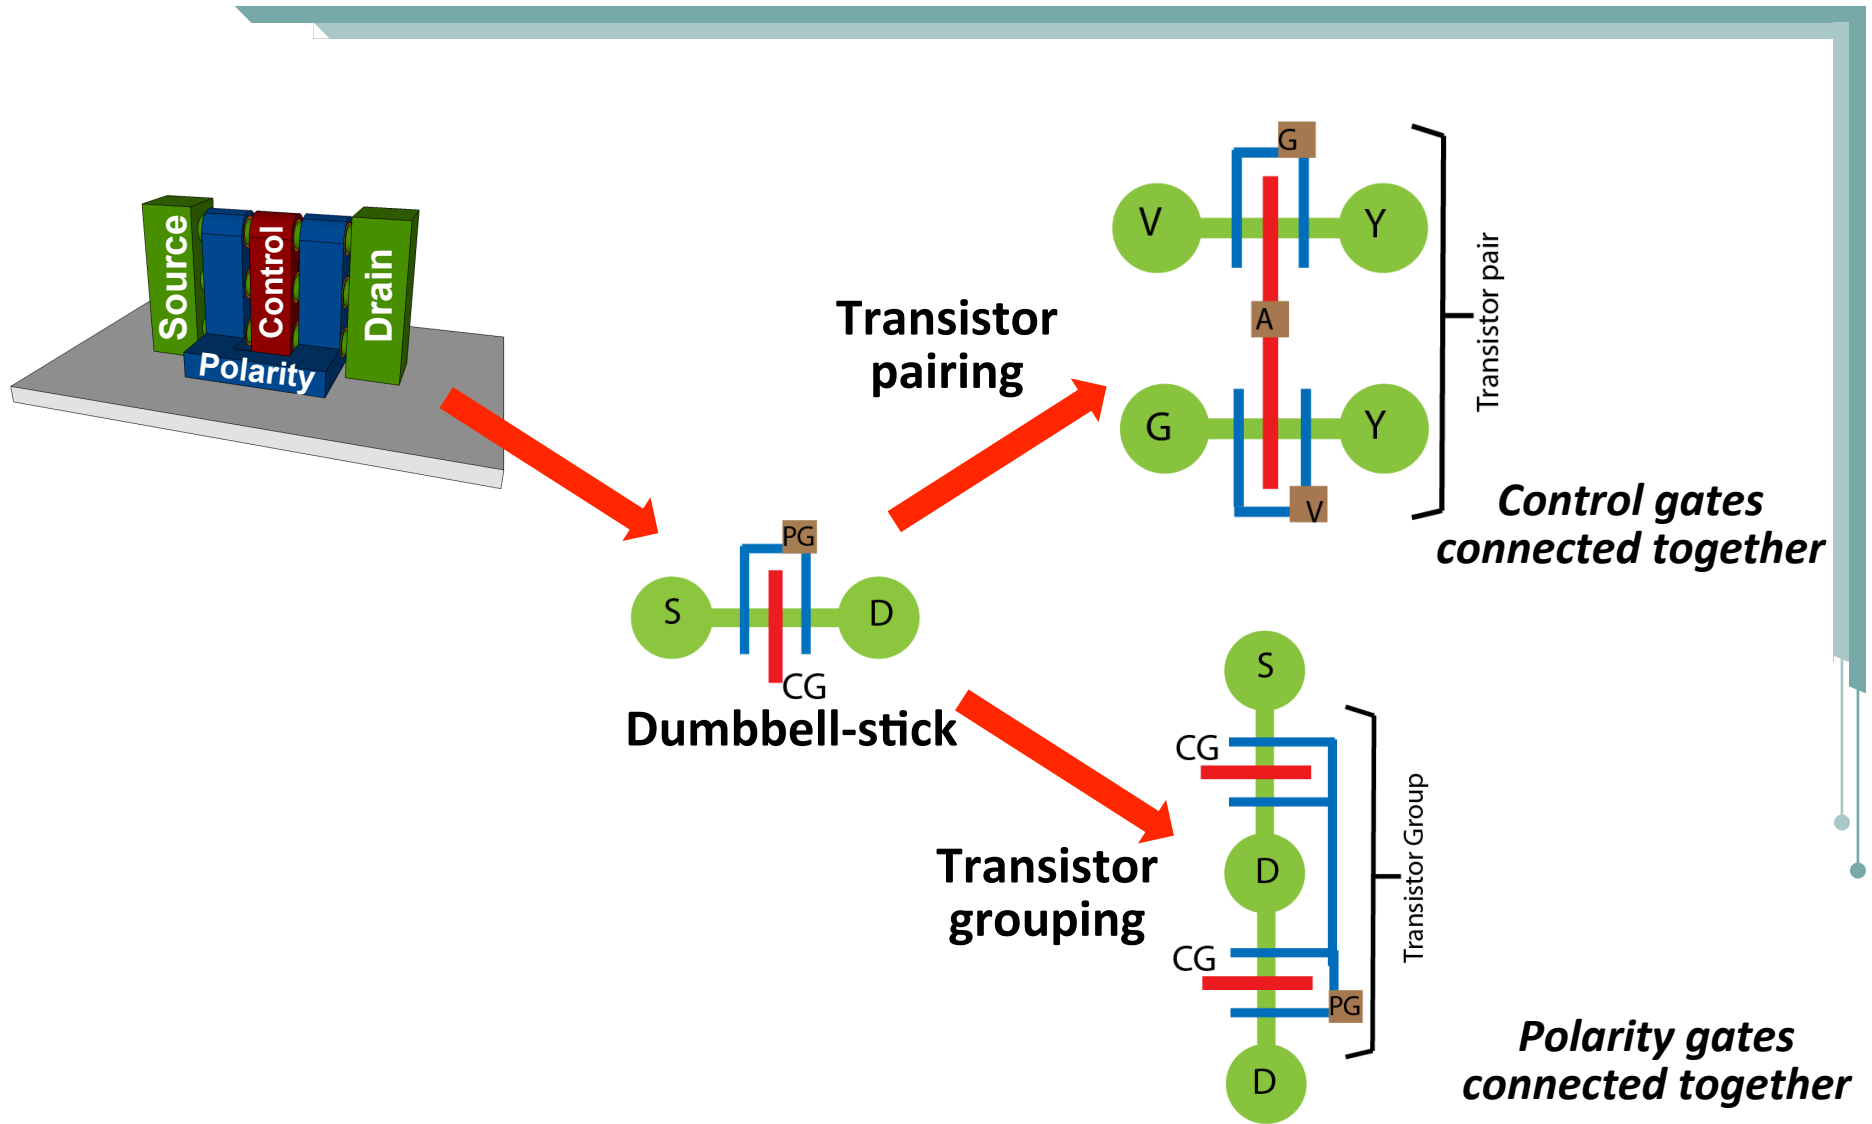 Source
Control
Drain
Polarity
PG
S
D
CG
Dumbbell-stick
Transistor
pairing
G
V
Y
A
G
Y
V
Transistor pair
Control gates
connected together
Transistor
grouping
S
CG
D
CG
PG
D
Transistor Group
Polarity gates
connected together